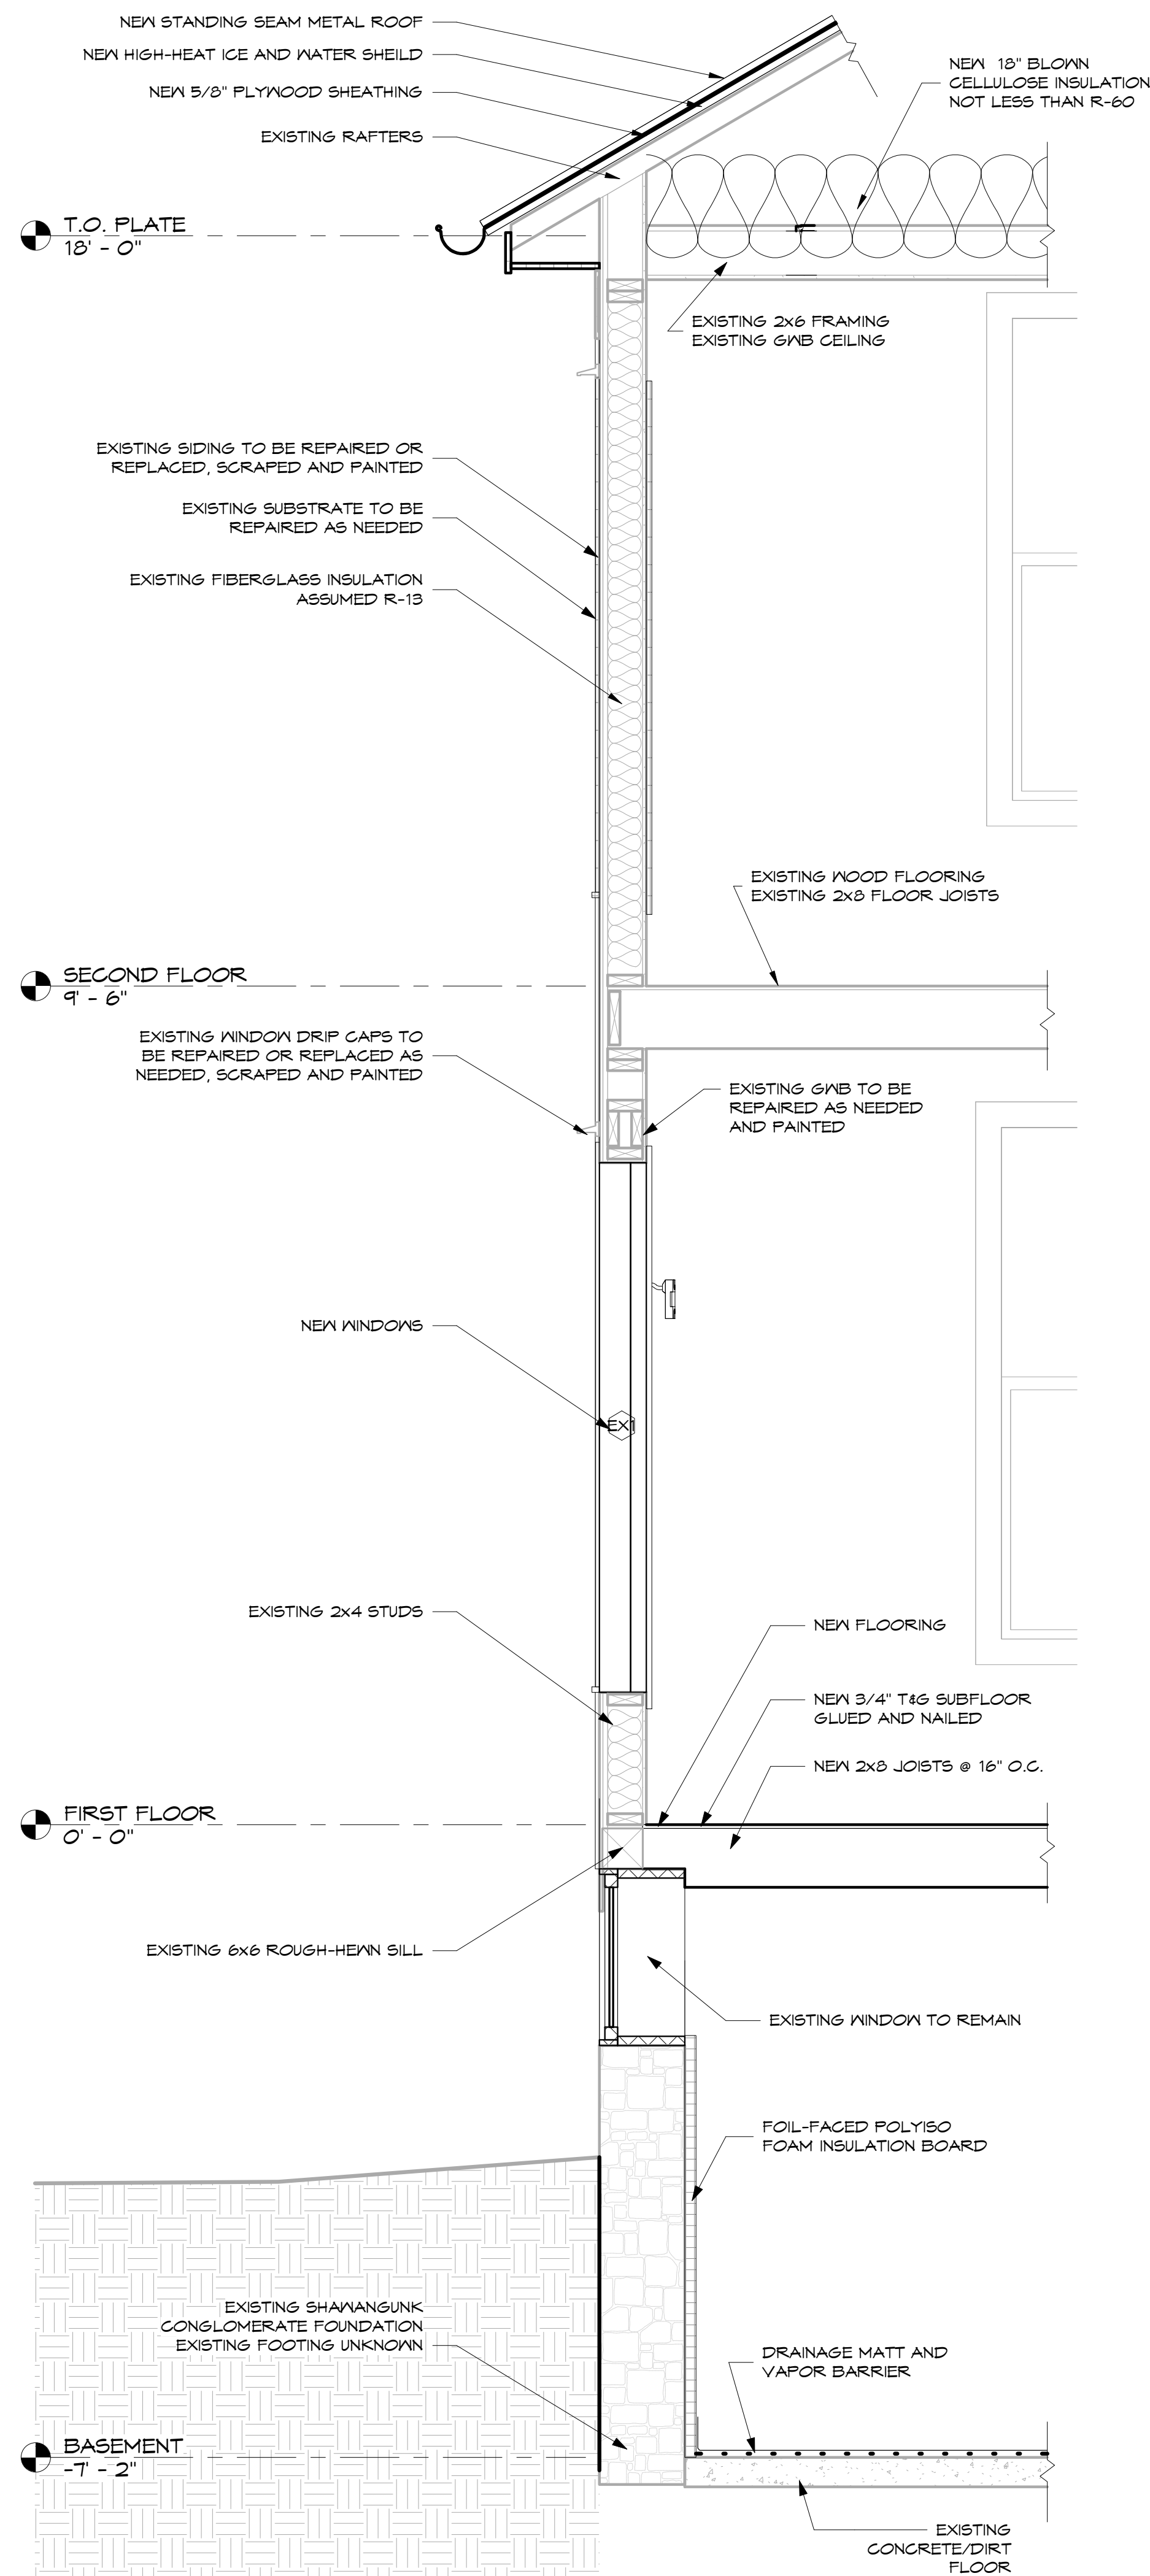 NEW STANDING SEAM METAL ROOF
NEW HIGH-HEAT ICE AND WATER SHEILD
NEW 5/8" PLYWOOD SHEATHING
EXISTING RAFTERS
NEW 18" BLOWN
CELLULOSE INSULATION
NOT LESS THAN R-60
T.O. PLATE
18' - 0"
EXISTING 2x6 FRAMING
EXISTING GWB CEILING
EXISTING SIDING TO BE REPAIRED OR
REPLACED, SCRAPED AND PAINTED
EXISTING SUBSTRATE TO BE
REPAIRED AS NEEDED
EXISTING FIBERGLASS INSULATION
ASSUMED R-13
EXISTING WOOD FLOORING
EXISTING 2x8 FLOOR JOISTS
SECOND FLOOR
9' - 6"
EXISTING WINDOW DRIP CAPS TO
BE REPAIRED OR REPLACED AS
NEEDED, SCRAPED AND PAINTED
EXISTING GWB TO BE
REPAIRED AS NEEDED
AND PAINTED
NEW WINDOWS
EX1
EXISTING 2x4 STUDS
NEW FLOORING
NEW 3/4" T&G SUBFLOOR
GLUED AND NAILED
NEW 2x8 JOISTS @ 16" O.C.
FIRST FLOOR
0' - 0"
EXISTING 6x6 ROUGH-HEWN SILL
EXISTING WINDOW TO REMAIN
FOIL-FACED POLYISO
FOAM INSULATION BOARD
EXISTING SHAWANGUNK
CONGLOMERATE FOUNDATION
EXISTING FOOTING UNKNOWN
DRAINAGE MATT AND
VAPOR BARRIER
BASEMENT
-7' - 2"
EXISTING
CONCRETE/DIRT
FLOOR